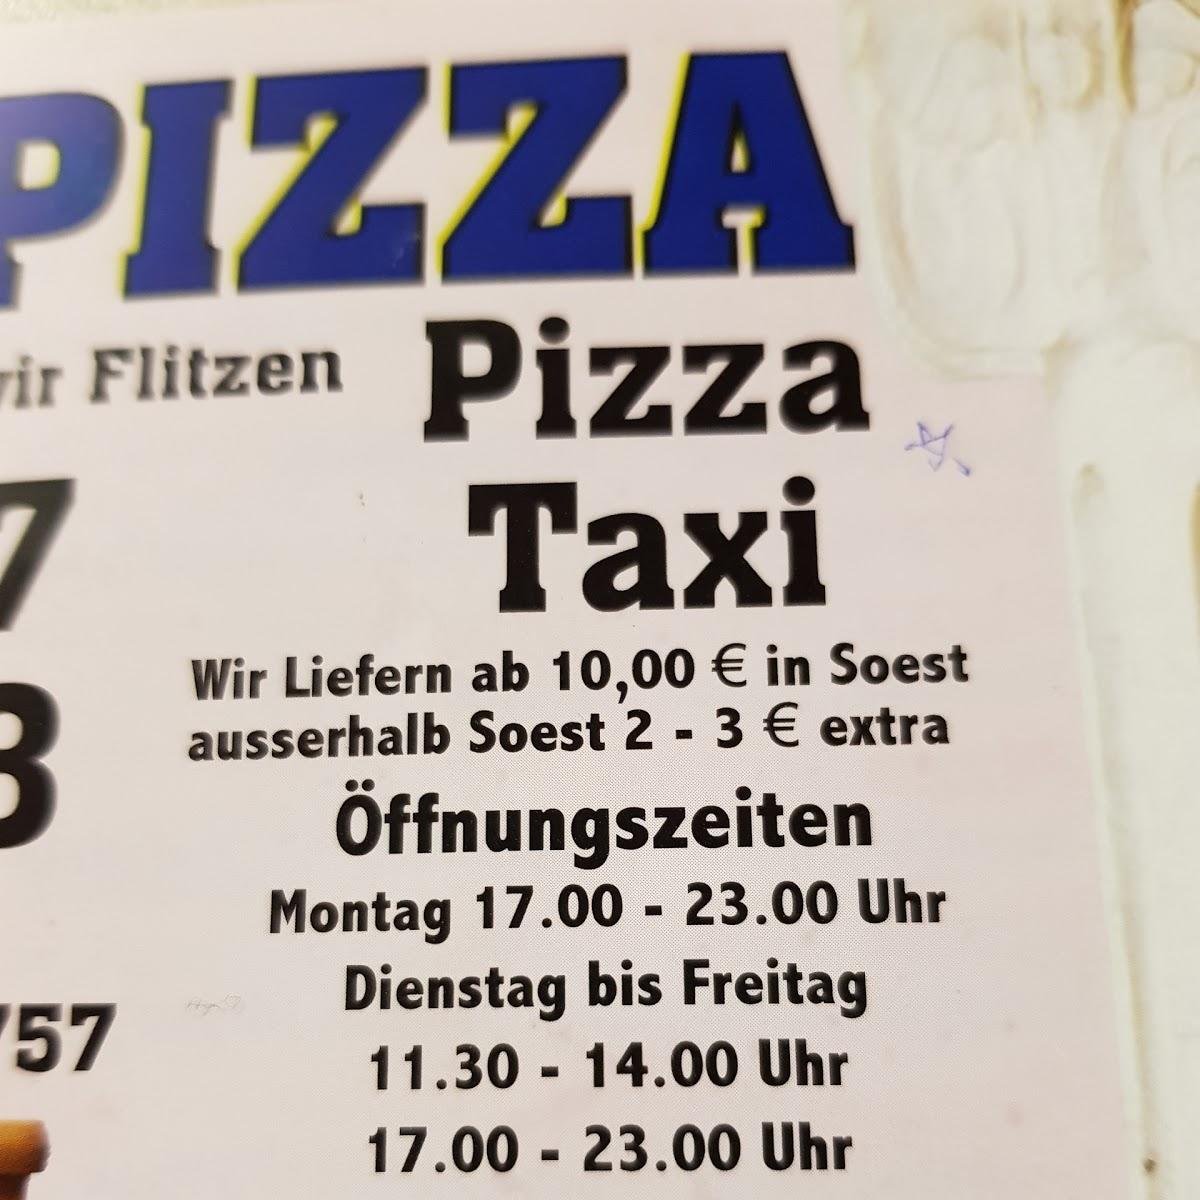 PIZZA
wir Flitzen
Pizza
Taxi
7
Wir Liefern ab 10,00 € in Soest
ausserhalb Soest 2 - 3 € extra
Öffnungszeiten
Montag 17.00 - 23.00 Uhr
Dienstag bis Freitag
57
11.30 - 14.00 Uhr
17.00 - 23.00 Uhr